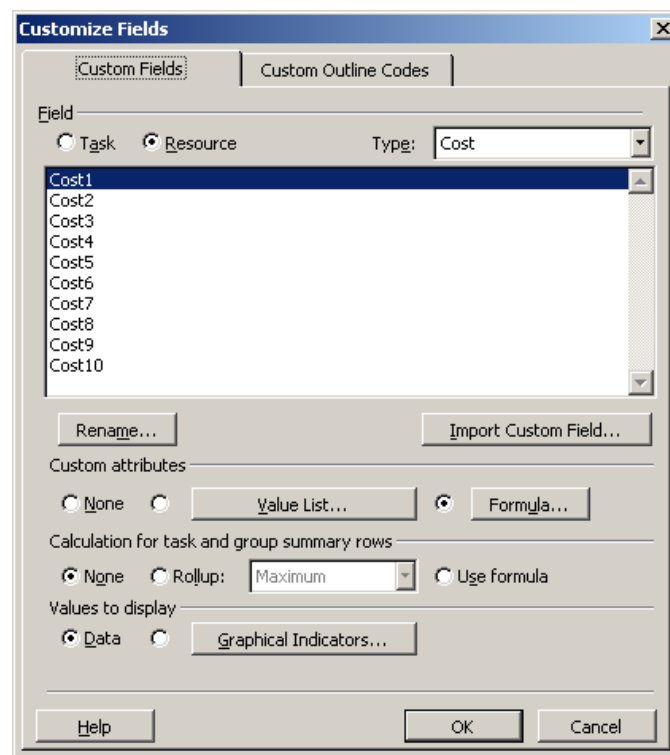 Customize Fields
Custom Fields Custom Outline Codes
Field
Task Resource Type: Cost
Cost1
Cost2
Cost3
Cost4
Cost5
Cost6
Cost7
Cost8
Cost9
Cost10
Rename... Import Custom Field...
Custom attributes
None Value List... Formula...
Calculation for task and group summary rows
None Rollup: Maximum Use formula
Values to display
Data Graphical Indicators...
Help OK Cancel